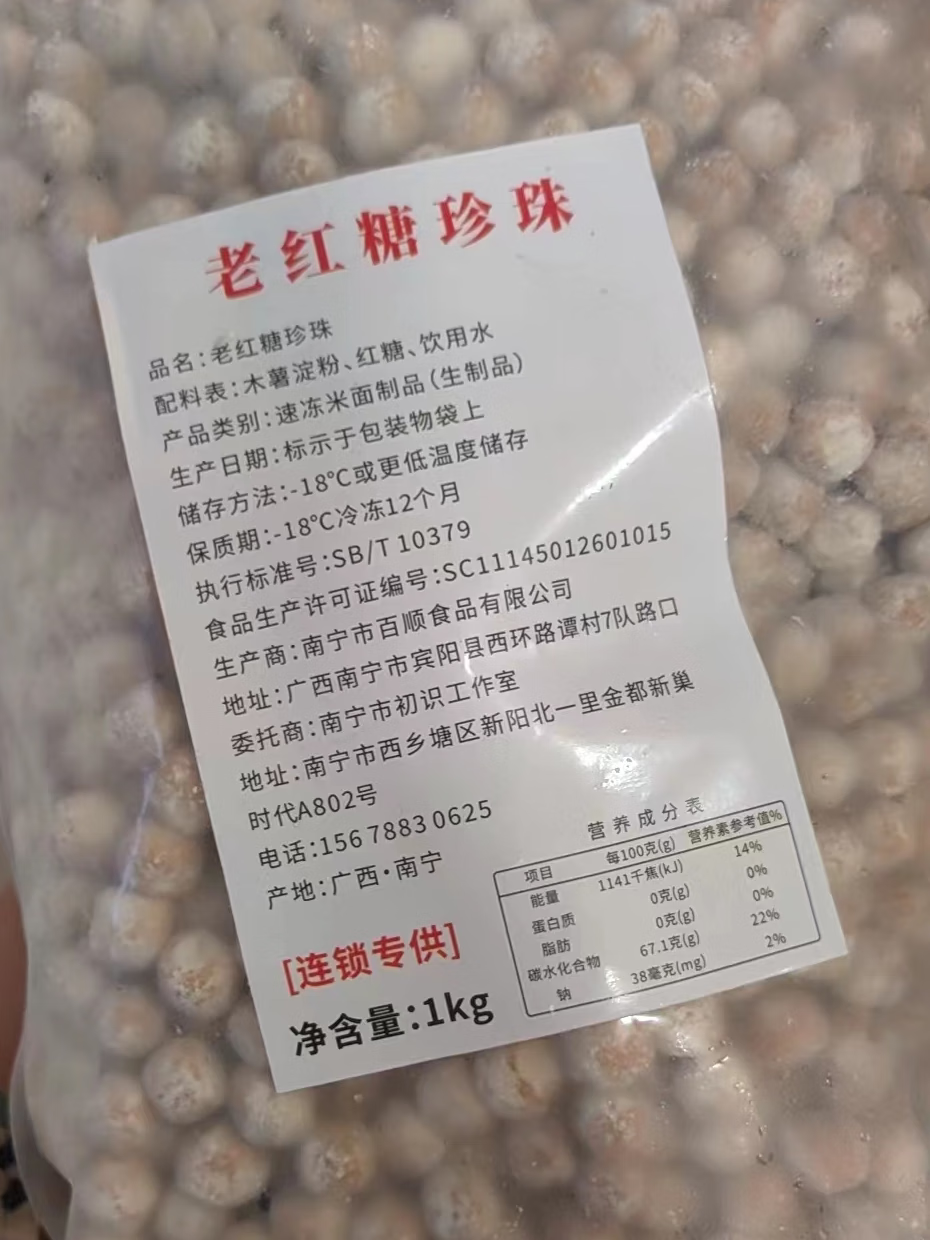 老红糖珍珠
品名:老红糖珍珠
配料表:木薯淀粉、红糖、饮用水
产品类别:速冻米面制品(生制品)
生产日期:标示于包装物袋上
储存方法:-18℃或更低温度储存
保质期:-18℃冷冻12个月
执行标准号:SB/T 10379
食品生产许可证编号:SC11145012601015
生产商:南宁市百顺食品有限公司
地址:广西南宁市宾阳县西环路谭村7队路口
委托商:南宁市初识工作室
地址:南宁市西乡塘区新阳北一里金都新巢
时代A802号
电话:156 7883 0625
产地:广西·南宁
[连锁专供]
净含量:1kg
营养成分表
项目 每100克(g) 营养素参考值%
能量 1141千焦(kJ) 14%
蛋白质 0克(g) 0%
脂肪 0克(g) 0%
碳水化合物 67.1克(g) 22%
钠 38毫克(mg) 2%